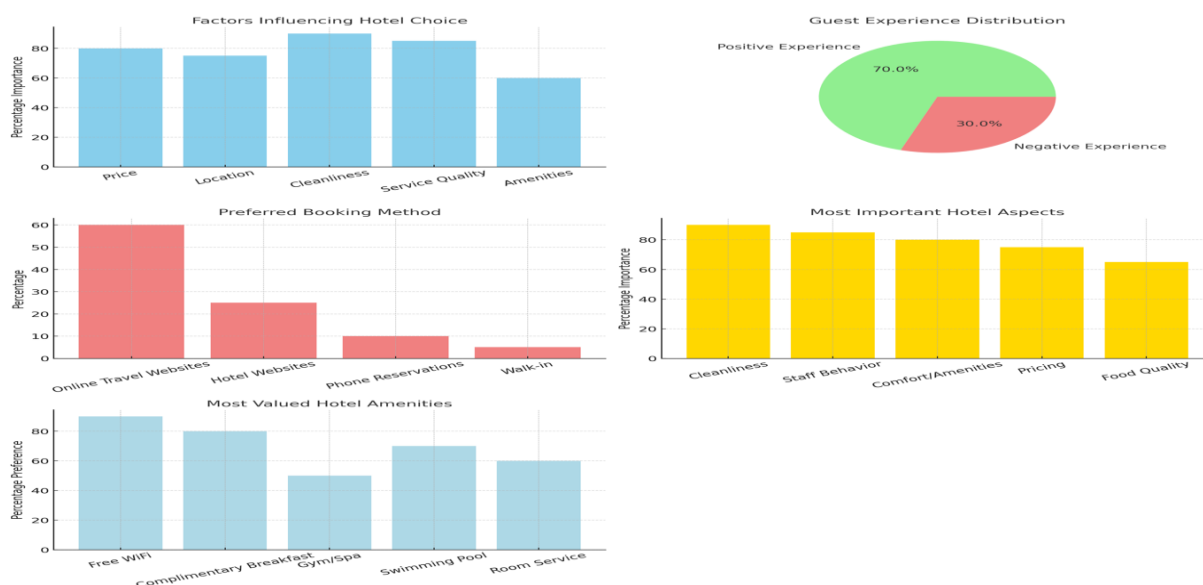 Factors Influencing Hotel Choice
Percentage Importance
80
60
40
20
0
Price
Location
Cleanliness
Service Quality
Amenities
Guest Experience Distribution
Positive Experience
70.0%
30.0%
Negative Experience
Preferred Booking Method
Percentage
60
50
40
30
20
10
0
Online Travel Websites
Hotel Websites
Phone Reservations
Walk-in
Most Important Hotel Aspects
Percentage Importance
80
60
40
20
0
Cleanliness
Staff Behavior
Comfort/Amenities
Pricing
Food Quality
Most Valued Hotel Amenities
Percentage Preference
80
60
40
20
0
Free WiFi
Complimentary Breakfast
Gym/Spa
Swimming Pool
Room Service